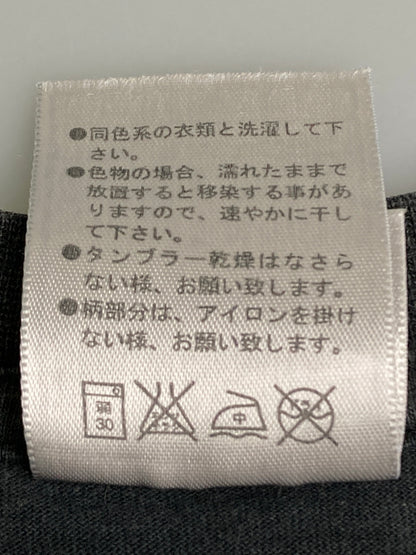 ●同色系の衣類と洗濯して下
さい。
●色物の場合、濡れたままで
放置すると移染する事があ
りますので、速やかに干し
て下さい。
●タンブラー乾燥はなさら
ない様、お願い致します。
●柄部分は、アイロンを掛け
ない様、お願い致します。
弱
30
中